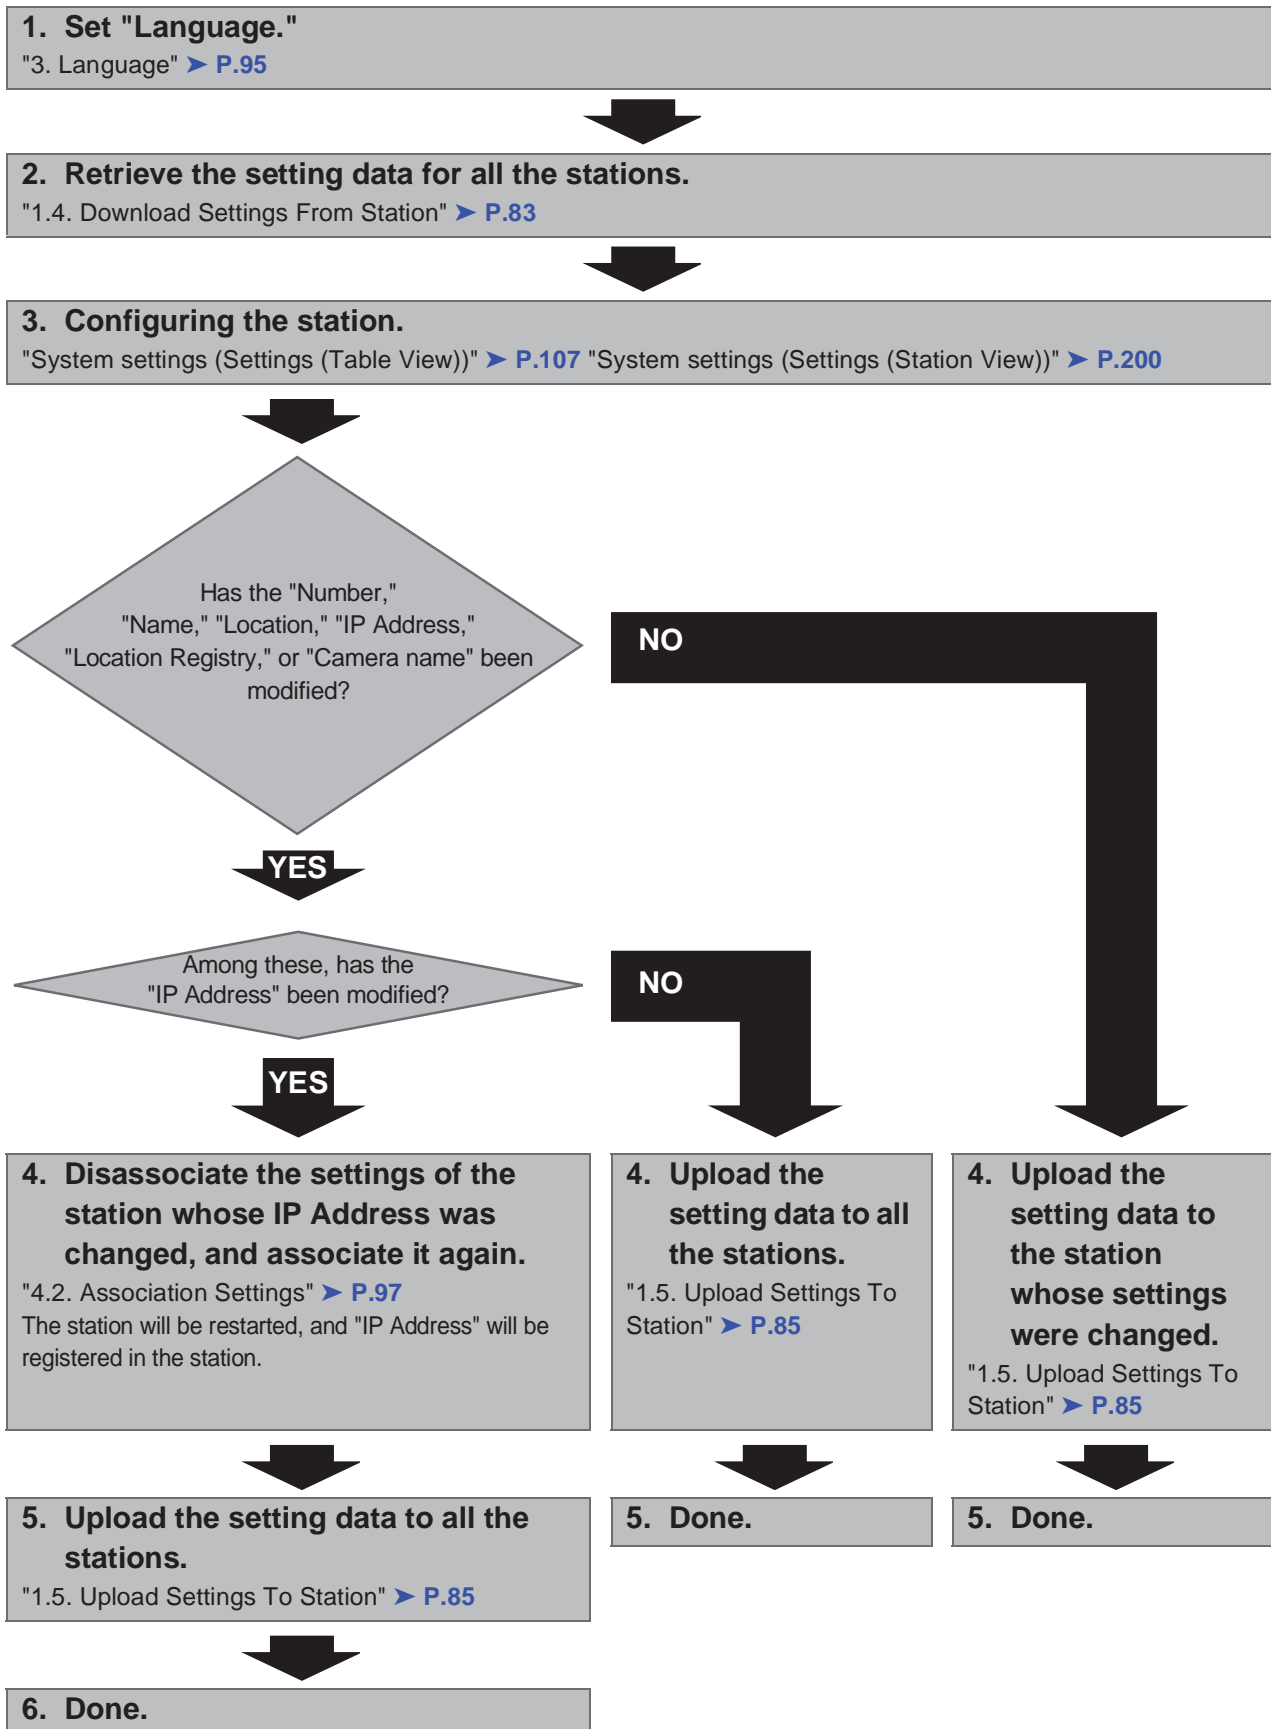 1. Set "Language."
"3. Language" ➤ P.95
2. Retrieve the setting data for all the stations.
"1.4. Download Settings From Station" ➤ P.83
3. Configuring the station.
"System settings (Settings (Table View))" ➤ P.107 "System settings (Settings (Station View))" ➤ P.200
Has the "Number,"
"Name," "Location," "IP Address,"
"Location Registry," or "Camera name" been
modified?
NO
YES
Among these, has the
"IP Address" been modified?
NO
YES
4. Disassociate the settings of the
station whose IP Address was
changed, and associate it again.
"4.2. Association Settings" ➤ P.97
The station will be restarted, and "IP Address" will be
registered in the station.
4. Upload the
setting data to all
the stations.
"1.5. Upload Settings To
Station" ➤ P.85
4. Upload the
setting data to
the station
whose settings
were changed.
"1.5. Upload Settings To
Station" ➤ P.85
5. Upload the setting data to all the
stations.
"1.5. Upload Settings To Station" ➤ P.85
5. Done.
5. Done.
6. Done.